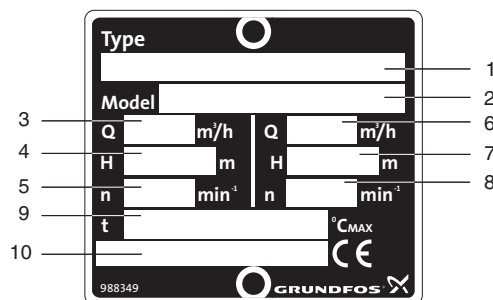 Type
1
Model
2
3 Q m³/h Q m³/h 6
4 H m H m 7
5 n min⁻¹ n min⁻¹ 8
9 t °CMAX
10 CE
988349 GRUNDFOS